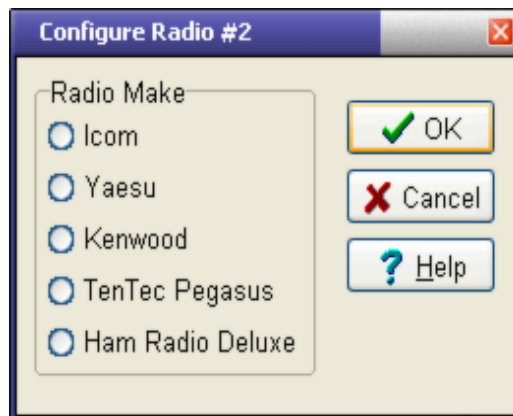 Configure Radio #2
Radio Make
Icom
Yaesu
Kenwood
TenTec Pegasus
Ham Radio Deluxe
OK
Cancel
Help